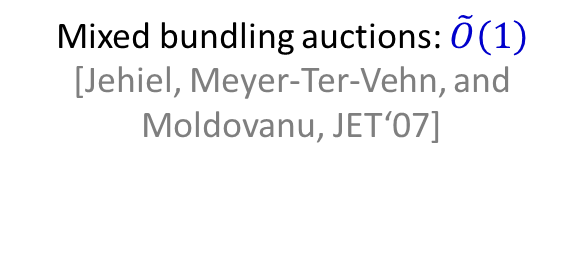 Mixed bundling auctions: Õ(1)
[Jehiel, Meyer-Ter-Vehn, and
Moldovanu, JET‘07]